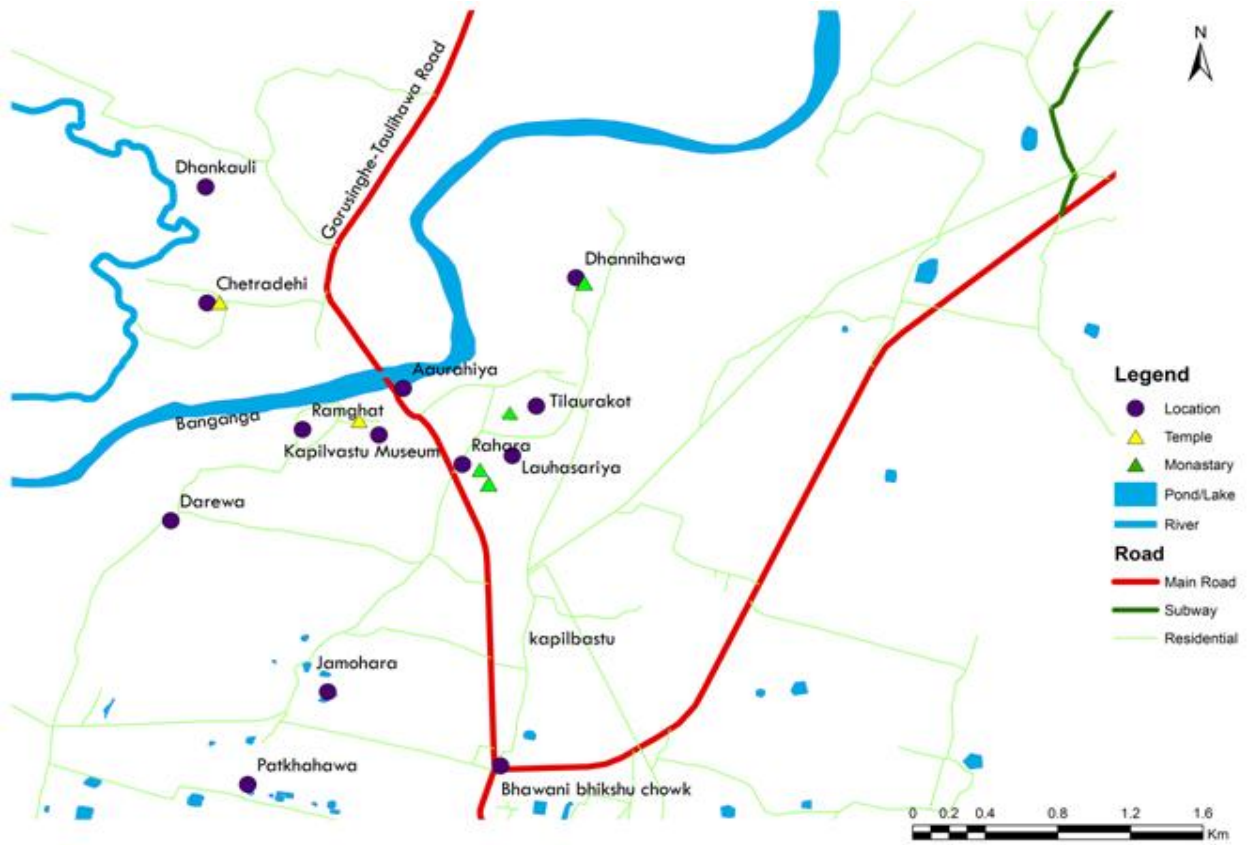 N
Gorusinghe-Taulihawa Road
Dhankauli
Dhannihawa
Chetradehi
Aaurahiya
Tilaurakot
Banganga
Ramghat
Kapilvastu Museum
Rahara
Lauhasariya
Darewa
kapilbastu
Jamohara
Patkhahawa
Bhawani bhikshu chowk
Legend
Location
Temple
Monastary
Pond/Lake
River
Road
Main Road
Subway
Residential
0 0.2 0.4 0.8 1.2 1.6
Km